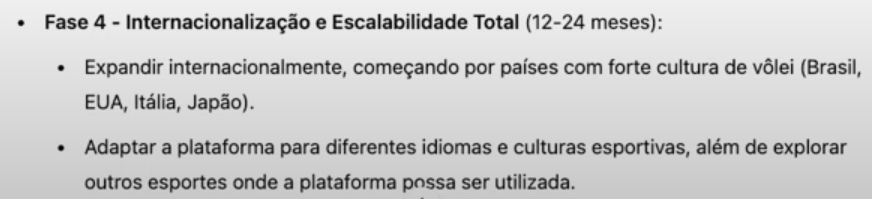 • Fase 4 - Internacionalização e Escalabilidade Total (12-24 meses):
• Expandir internacionalmente, começando por países com forte cultura de vôlei (Brasil,
EUA, Itália, Japão).
• Adaptar a plataforma para diferentes idiomas e culturas esportivas, além de explorar
outros esportes onde a plataforma possa ser utilizada.